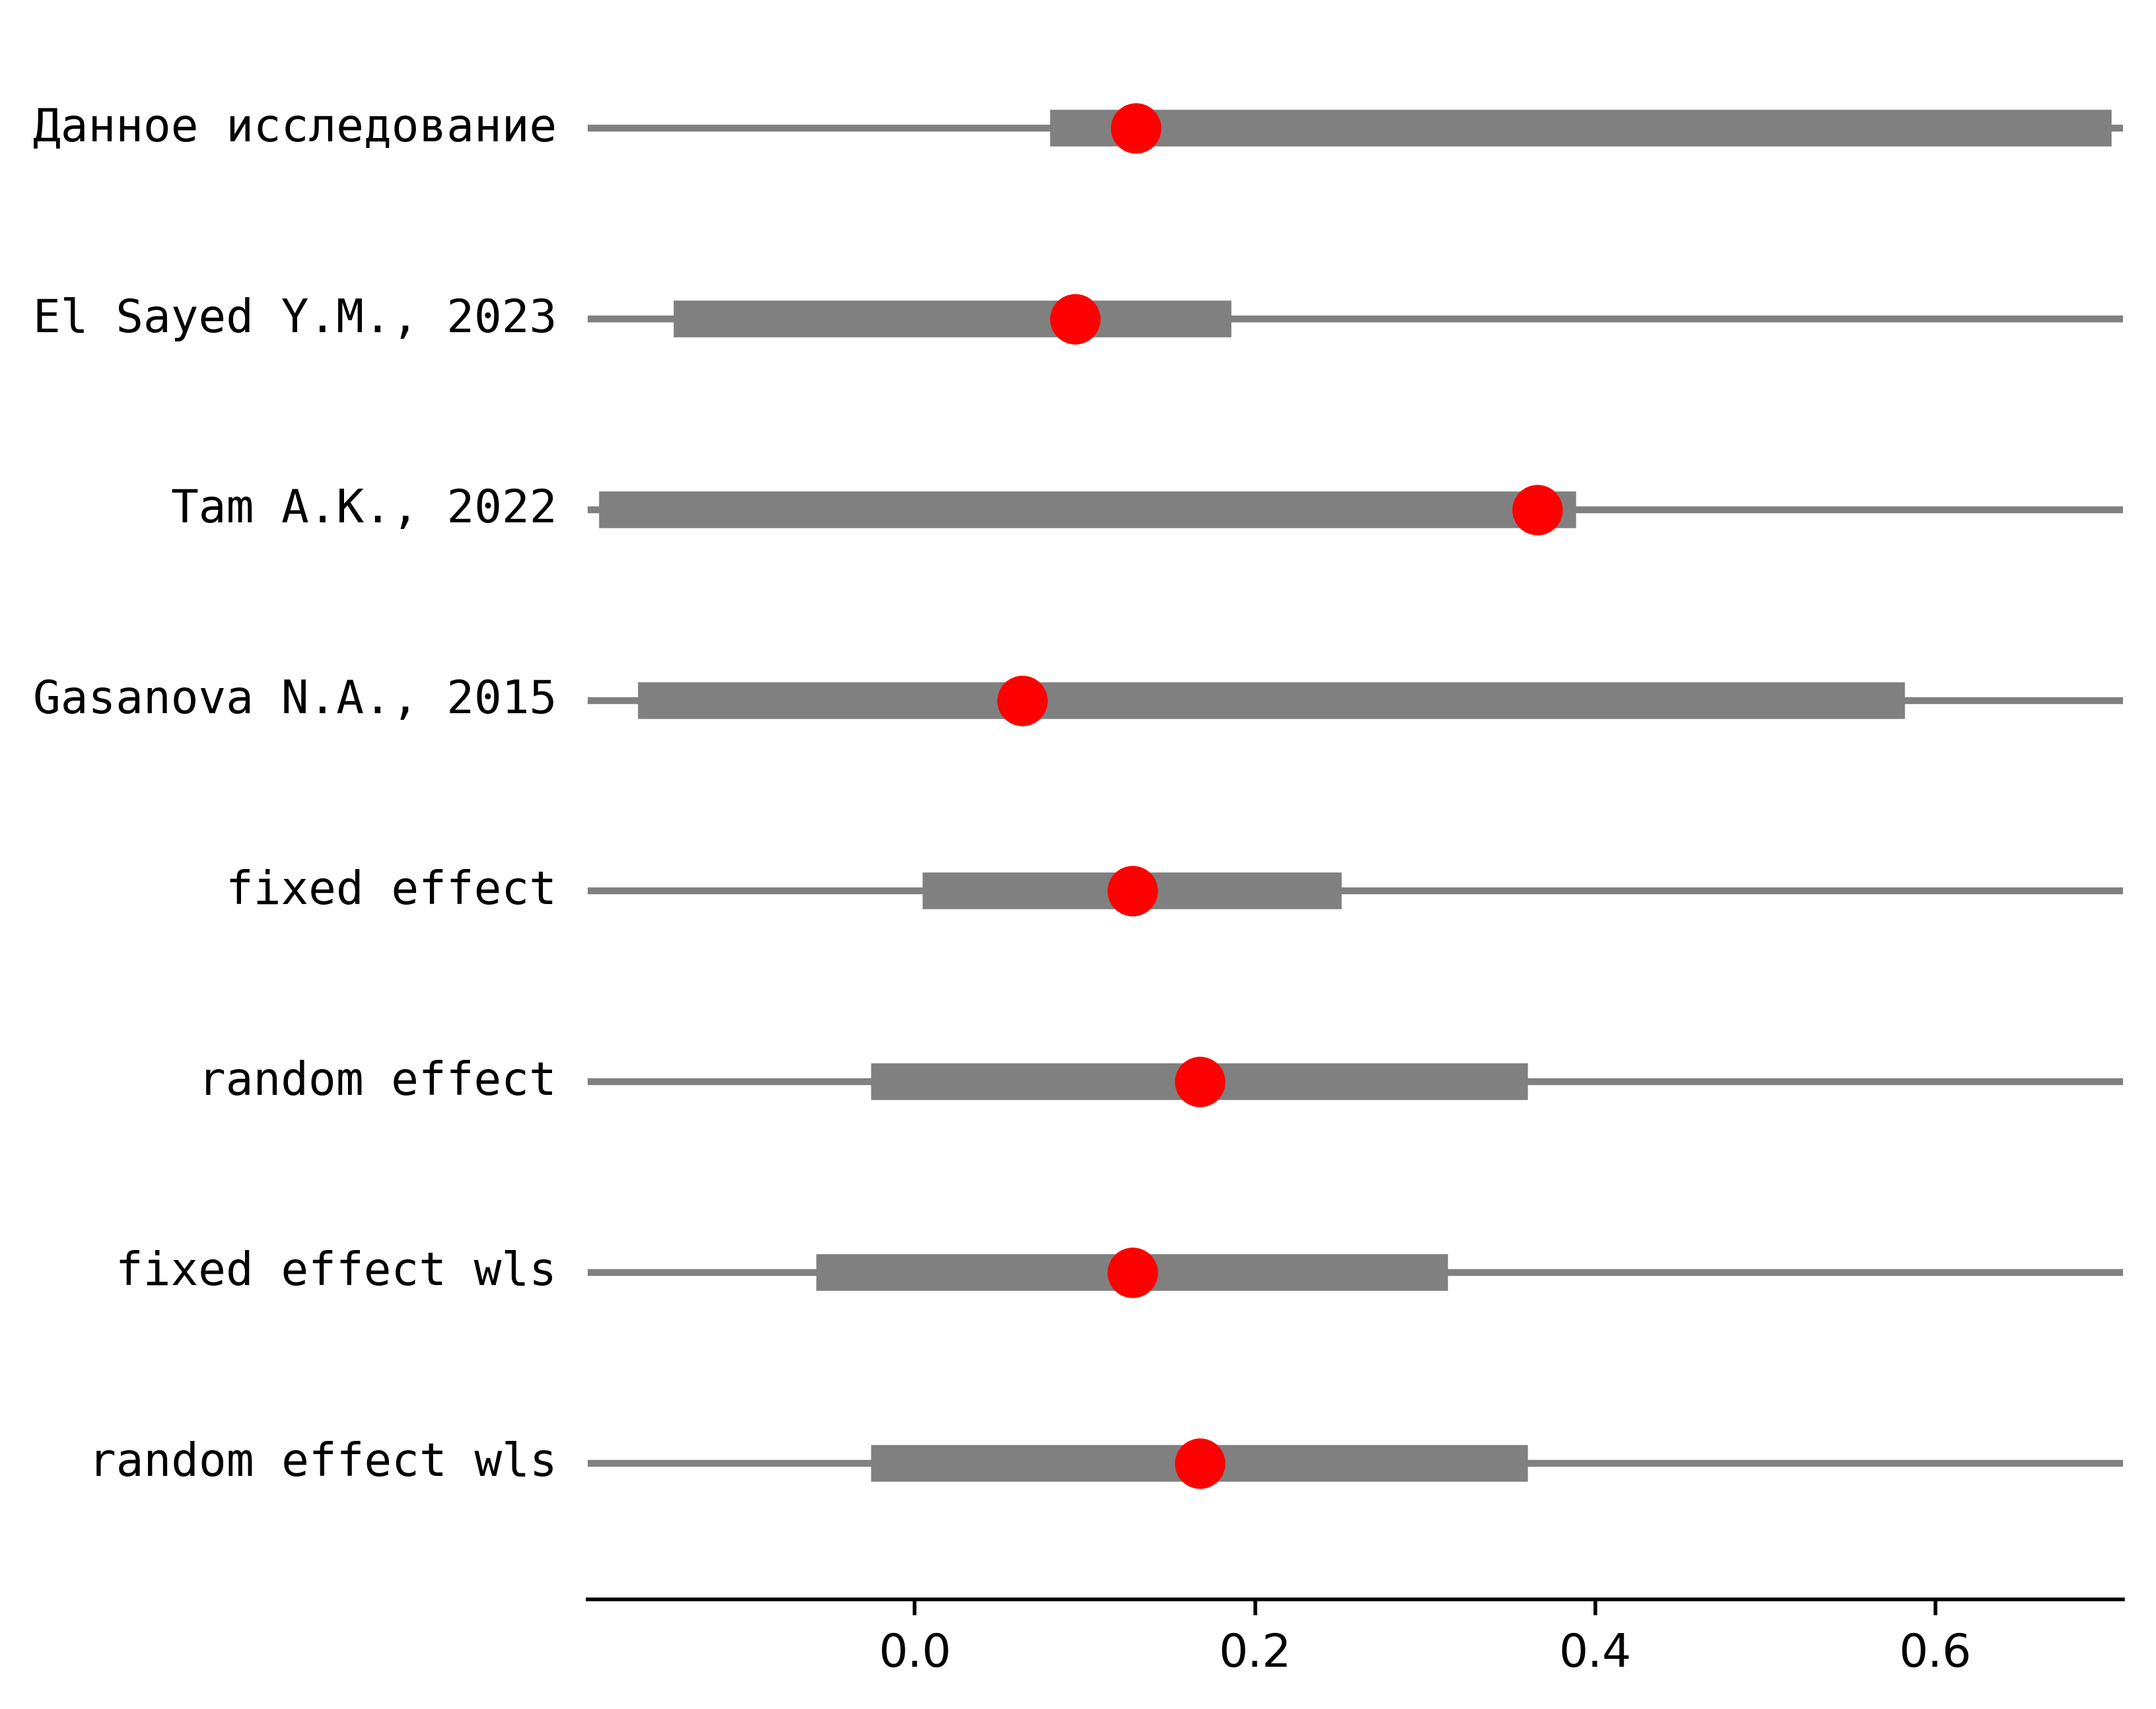 Данное исследование
El Sayed Y.M., 2023
Tam A.K., 2022
Gasanova N.A., 2015
fixed effect
random effect
fixed effect wls
random effect wls
0.0 0.2 0.4 0.6